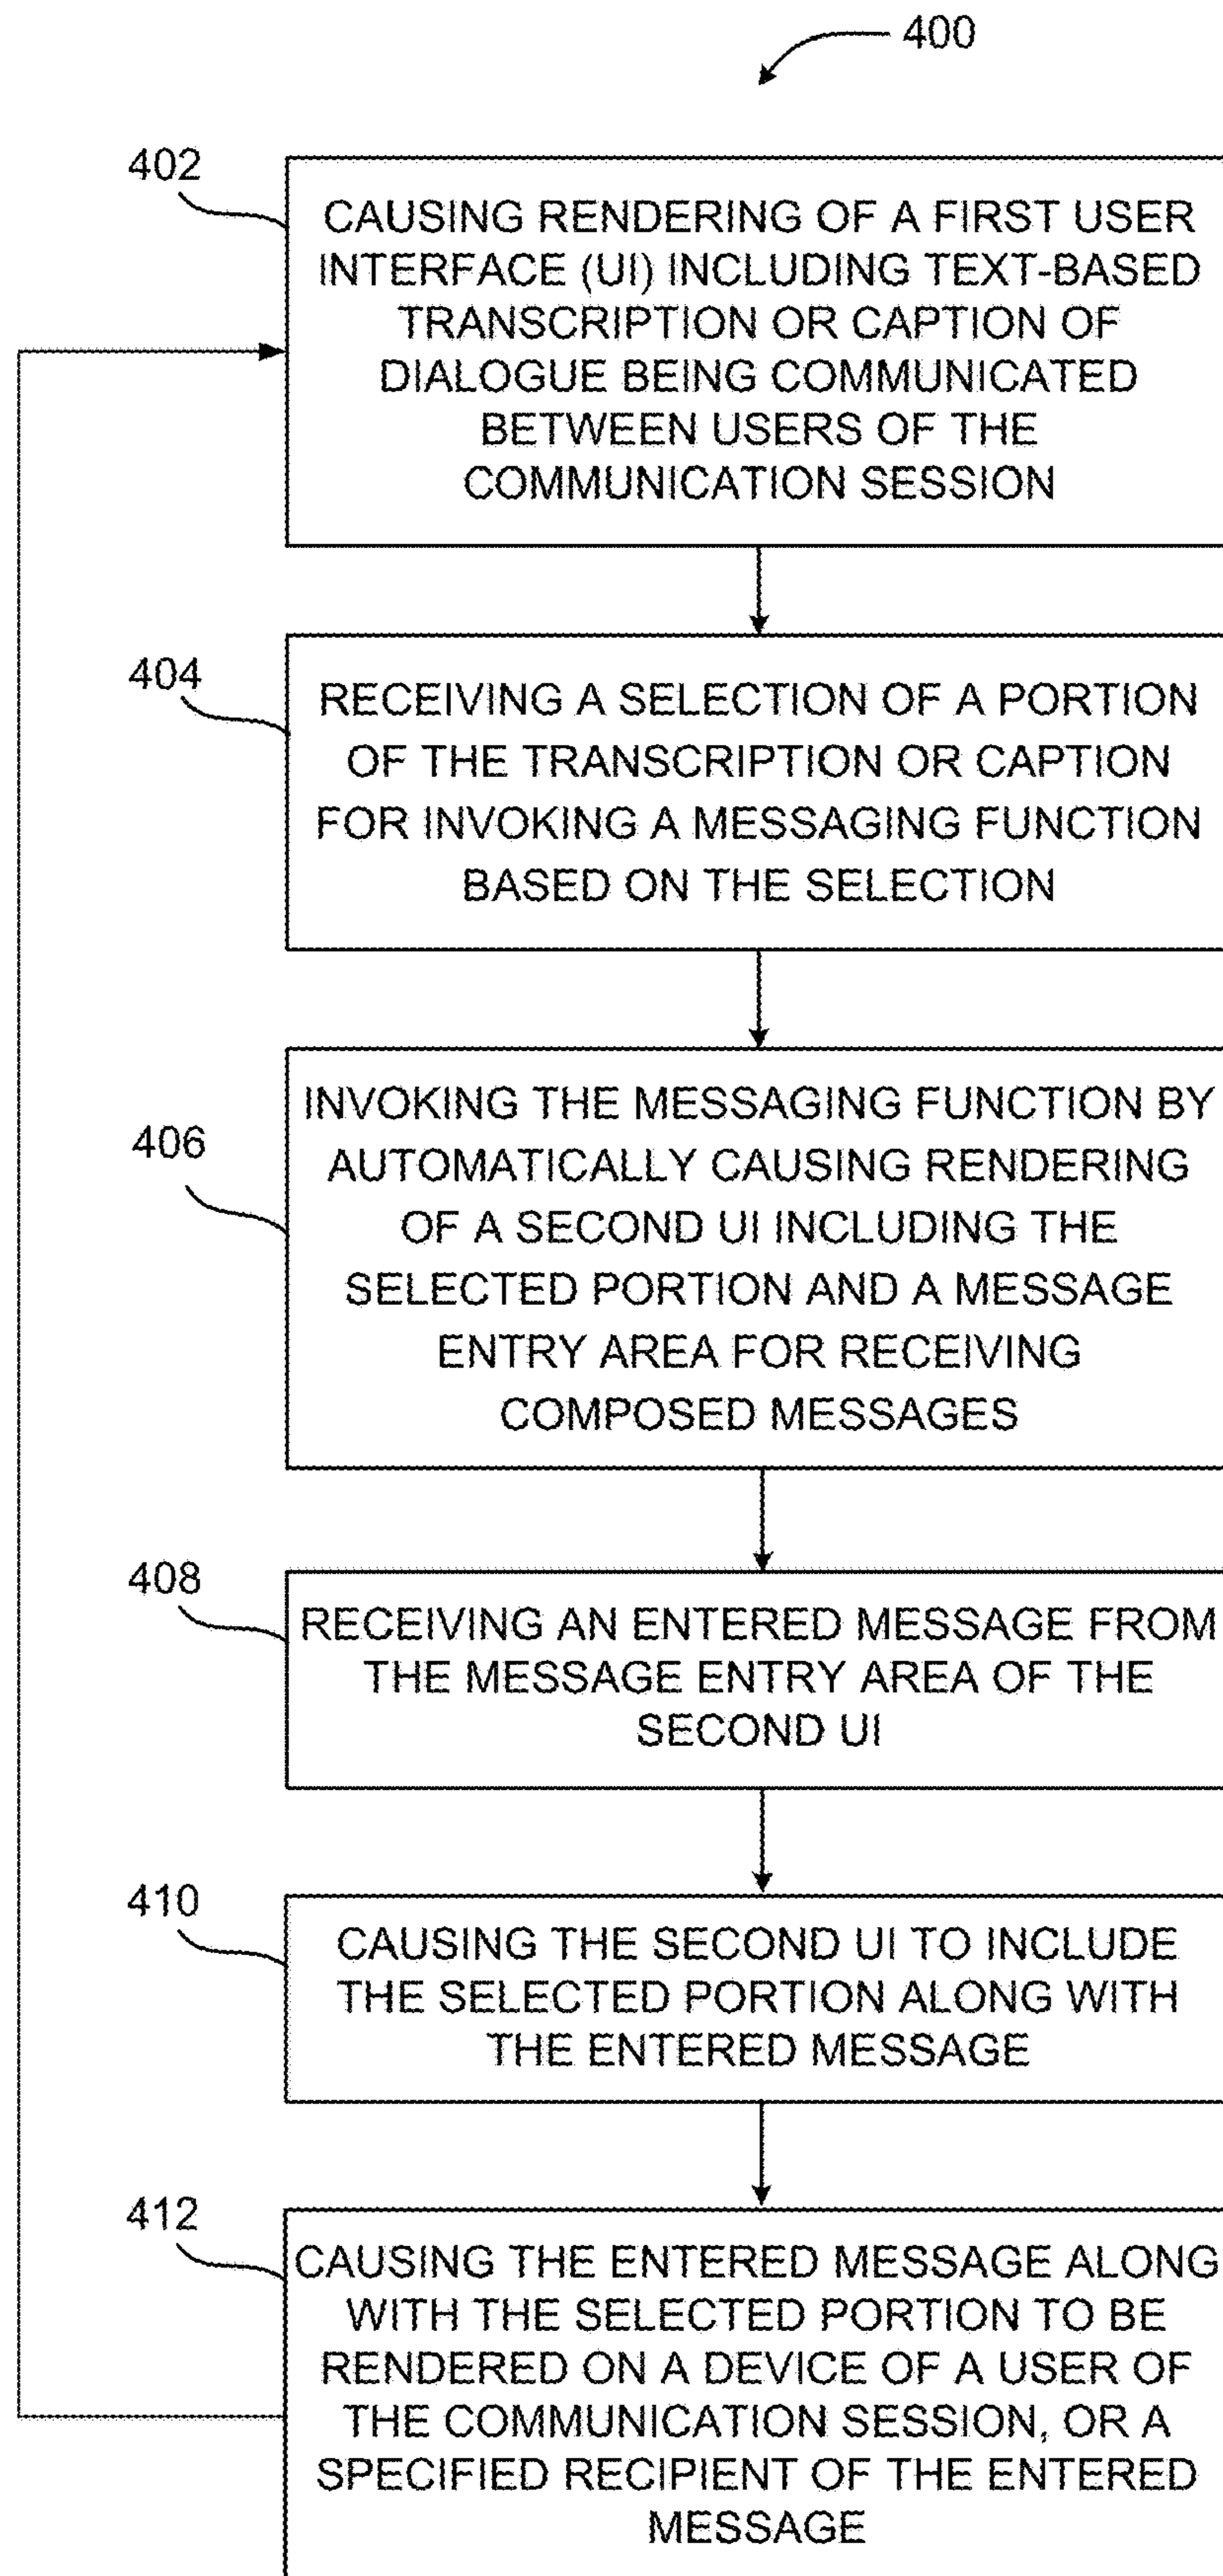 400
402
CAUSING RENDERING OF A FIRST USER
INTERFACE (UI) INCLUDING TEXT-BASED
TRANSCRIPTION OR CAPTION OF
DIALOGUE BEING COMMUNICATED
BETWEEN USERS OF THE
COMMUNICATION SESSION
404
RECEIVING A SELECTION OF A PORTION
OF THE TRANSCRIPTION OR CAPTION
FOR INVOKING A MESSAGING FUNCTION
BASED ON THE SELECTION
406
INVOKING THE MESSAGING FUNCTION BY
AUTOMATICALLY CAUSING RENDERING
OF A SECOND UI INCLUDING THE
SELECTED PORTION AND A MESSAGE
ENTRY AREA FOR RECEIVING
COMPOSED MESSAGES
408
RECEIVING AN ENTERED MESSAGE FROM
THE MESSAGE ENTRY AREA OF THE
SECOND UI
410
CAUSING THE SECOND UI TO INCLUDE
THE SELECTED PORTION ALONG WITH
THE ENTERED MESSAGE
412
CAUSING THE ENTERED MESSAGE ALONG
WITH THE SELECTED PORTION TO BE
RENDERED ON A DEVICE OF A USER OF
THE COMMUNICATION SESSION, OR A
SPECIFIED RECIPIENT OF THE ENTERED
MESSAGE